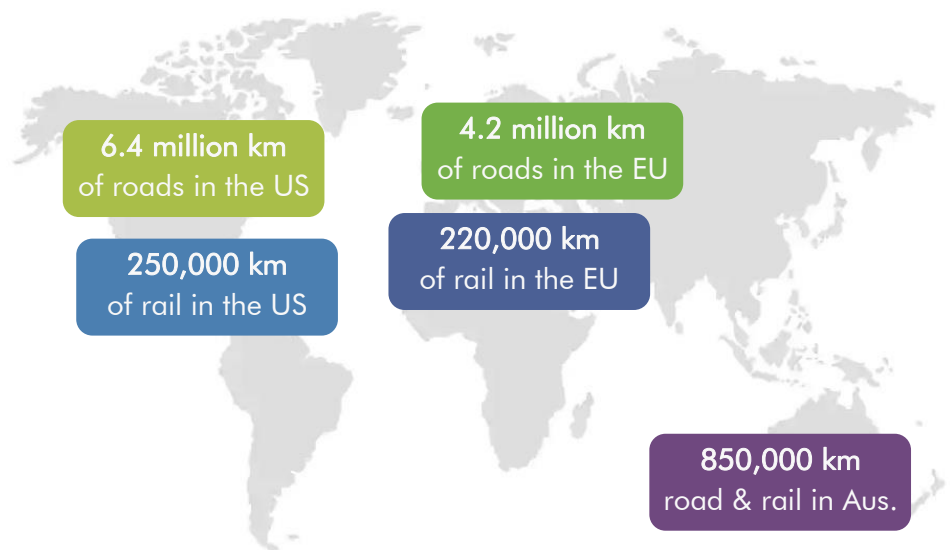 6.4 million km
of roads in the US
4.2 million km
of roads in the EU
250,000 km
of rail in the US
220,000 km
of rail in the EU
850,000 km
road & rail in Aus.